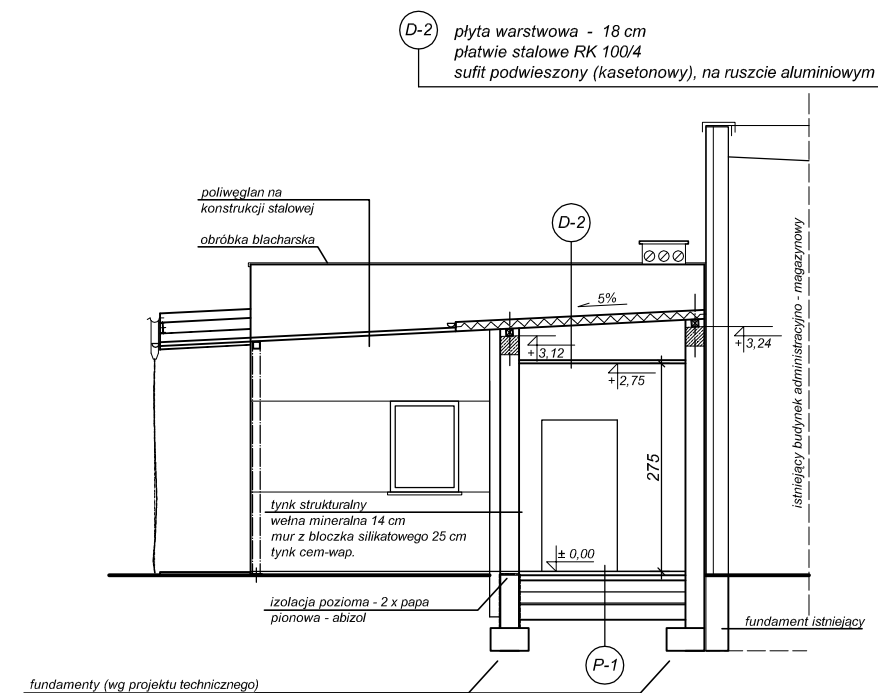 D-2
płyta warstwowa - 18 cm
płatwie stalowe RK 100/4
sufit podwieszony (kasetonowy), na ruszcie aluminiowym
poliwęglan na
konstrukcji stalowej
D-2
obróbka blacharska
5%
+ 3,12
+ 3,24
+ 2,75
istniejący budynek administracyjno - magazynowy
275
tynk strukturalny
wełna mineralna 14 cm
mur z bloczka silikatowego 25 cm
tynk cem-wap.
± 0,00
izolacja pozioma - 2 x papa
pionowa - abizol
fundament istniejący
P-1
fundamenty (wg projektu technicznego)